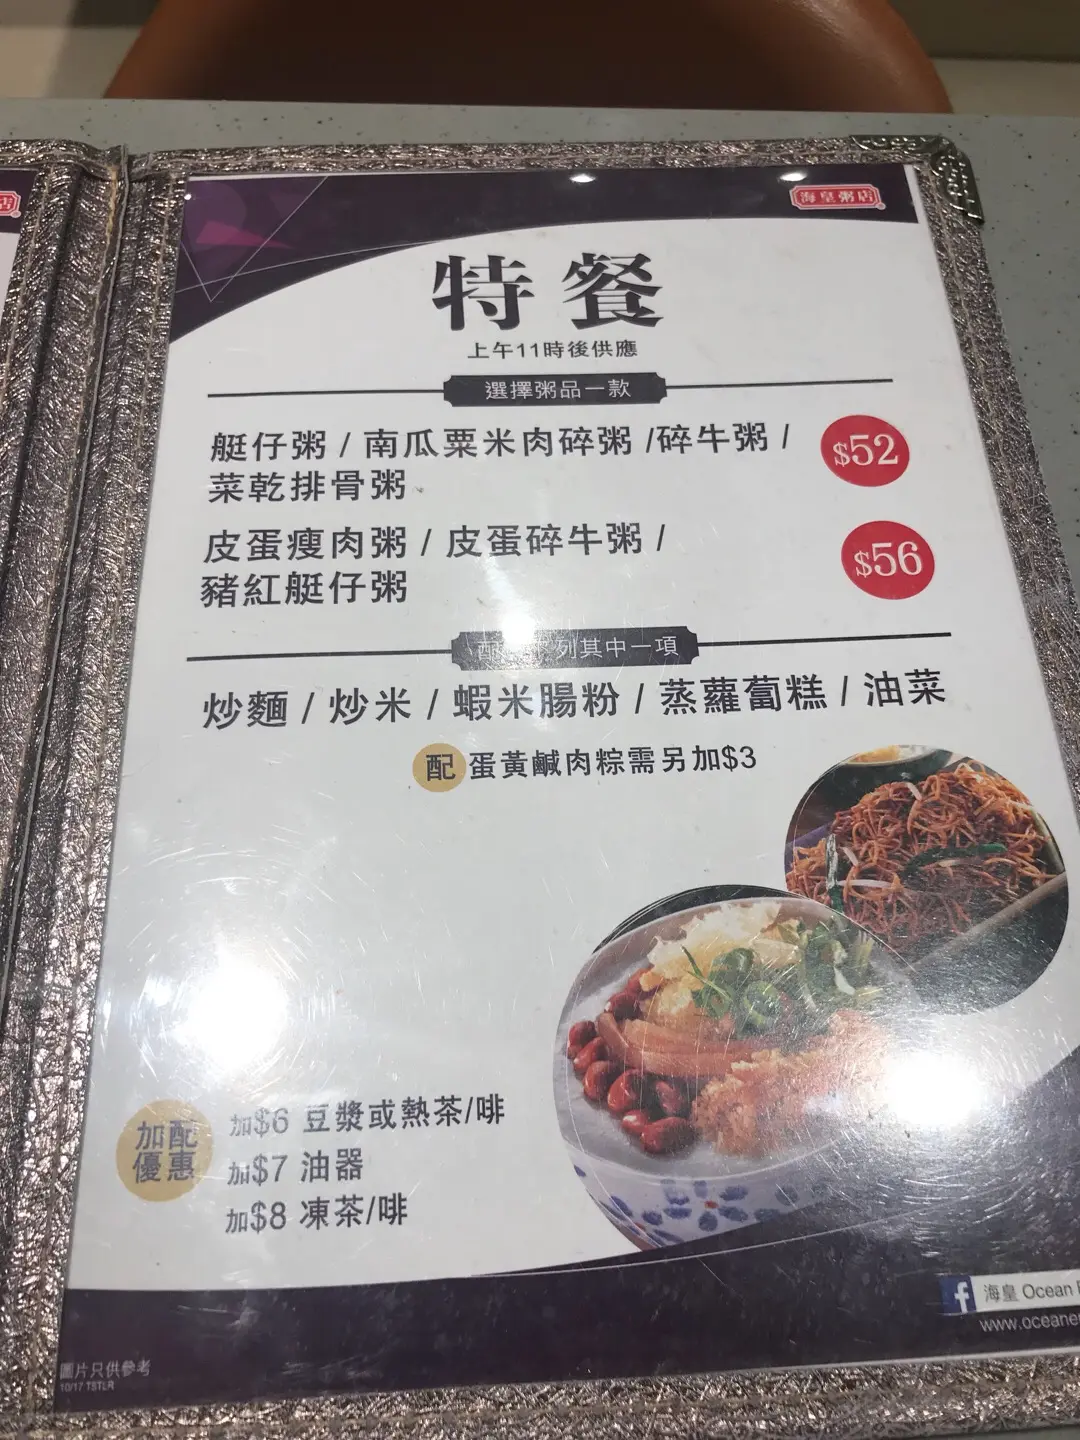 店
海皇粥店
特餐
上午11時後供應
選擇粥品一款
艇仔粥 / 南瓜粟米肉碎粥 /碎牛粥 /
菜乾排骨粥
$52
皮蛋瘦肉粥 / 皮蛋碎牛粥 /
豬紅艇仔粥
$56
配 列其中一項
炒麵 / 炒米 / 蝦米腸粉 / 蒸蘿蔔糕 / 油菜
配 蛋黃鹹肉粽需另加$3
加配
優惠
加$6 豆漿或熱茶/啡
加$7 油器
加$8 凍茶/啡
f 海皇 Ocean
www.oceane
圖片只供參考
10/17 TSTLR